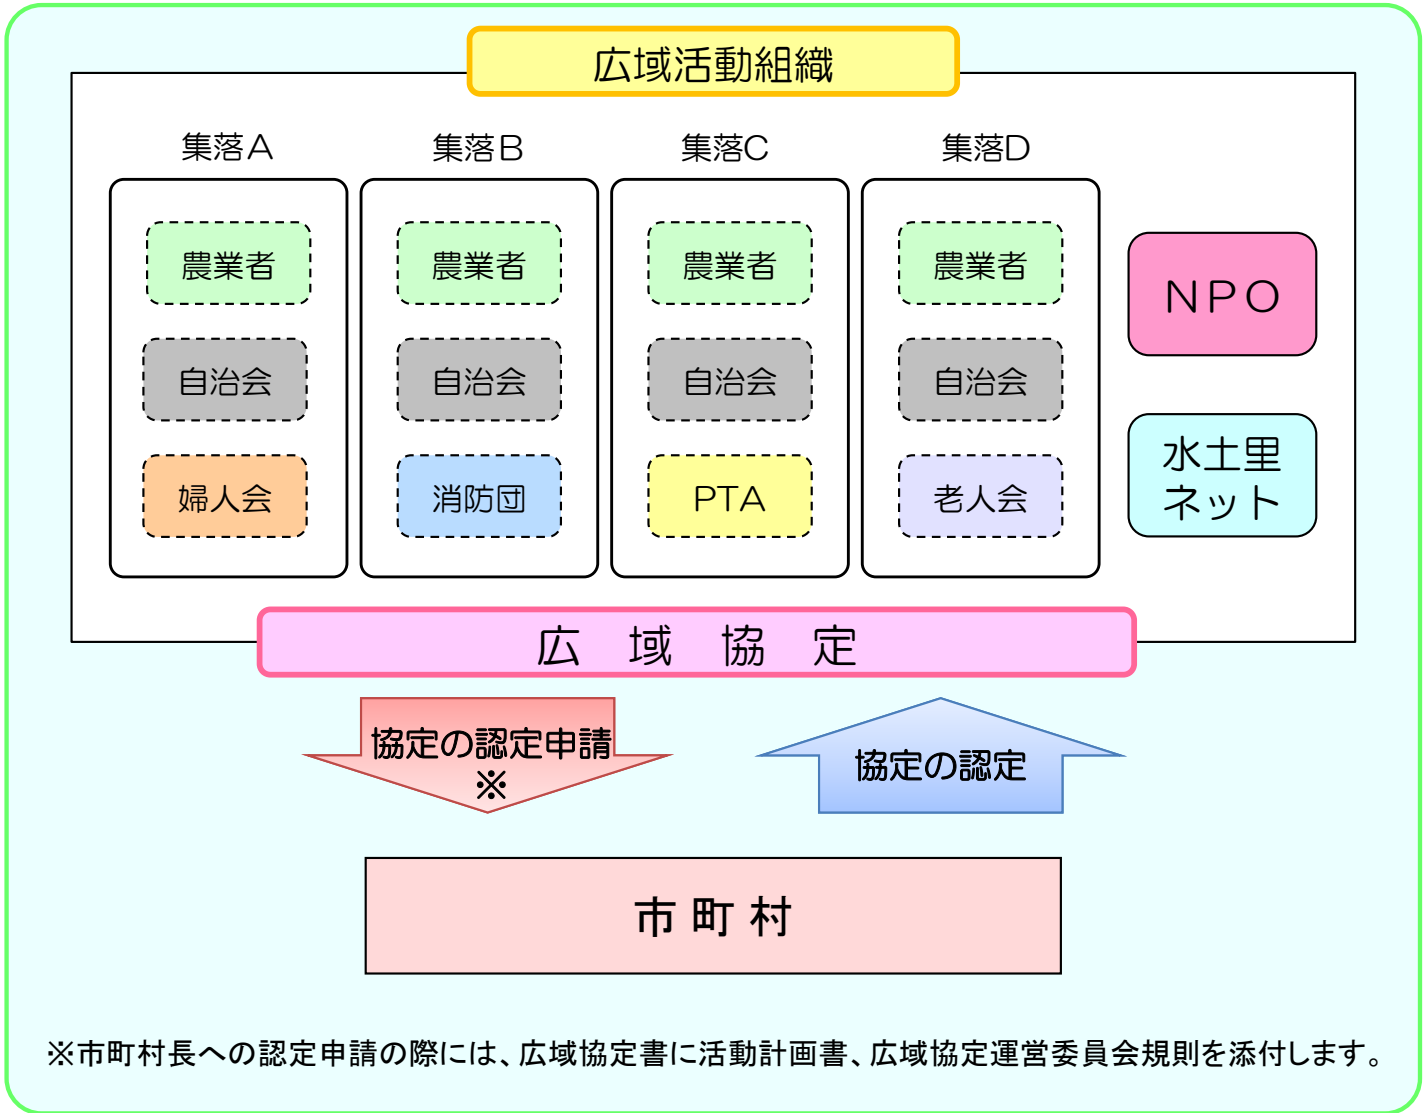 広域活動組織
集落A
集落B
集落C
集落D
農業者
農業者
農業者
農業者
自治会
自治会
自治会
自治会
婦人会
消防団
PTA
老人会
NPO
水土里
ネット
広　域　協　定
協定の認定申請
※
協定の認定
市 町 村
※市町村長への認定申請の際には、広域協定書に活動計画書、広域協定運営委員会規則を添付します。